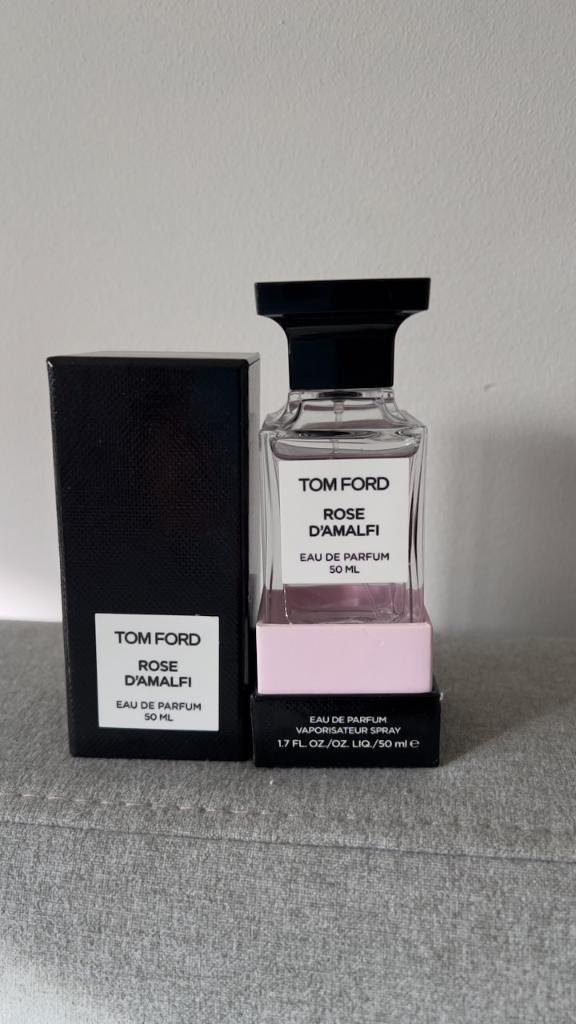 TOM FORD
ROSE
D'AMALFI
EAU DE PARFUM
50 ML
TOM FORD
ROSE
D'AMALFI
EAU DE PARFUM
50 ML
EAU DE PARFUM
VAPORISATEUR SPRAY
1.7 FL. OZ./OZ. LIQ./50 ml ℮